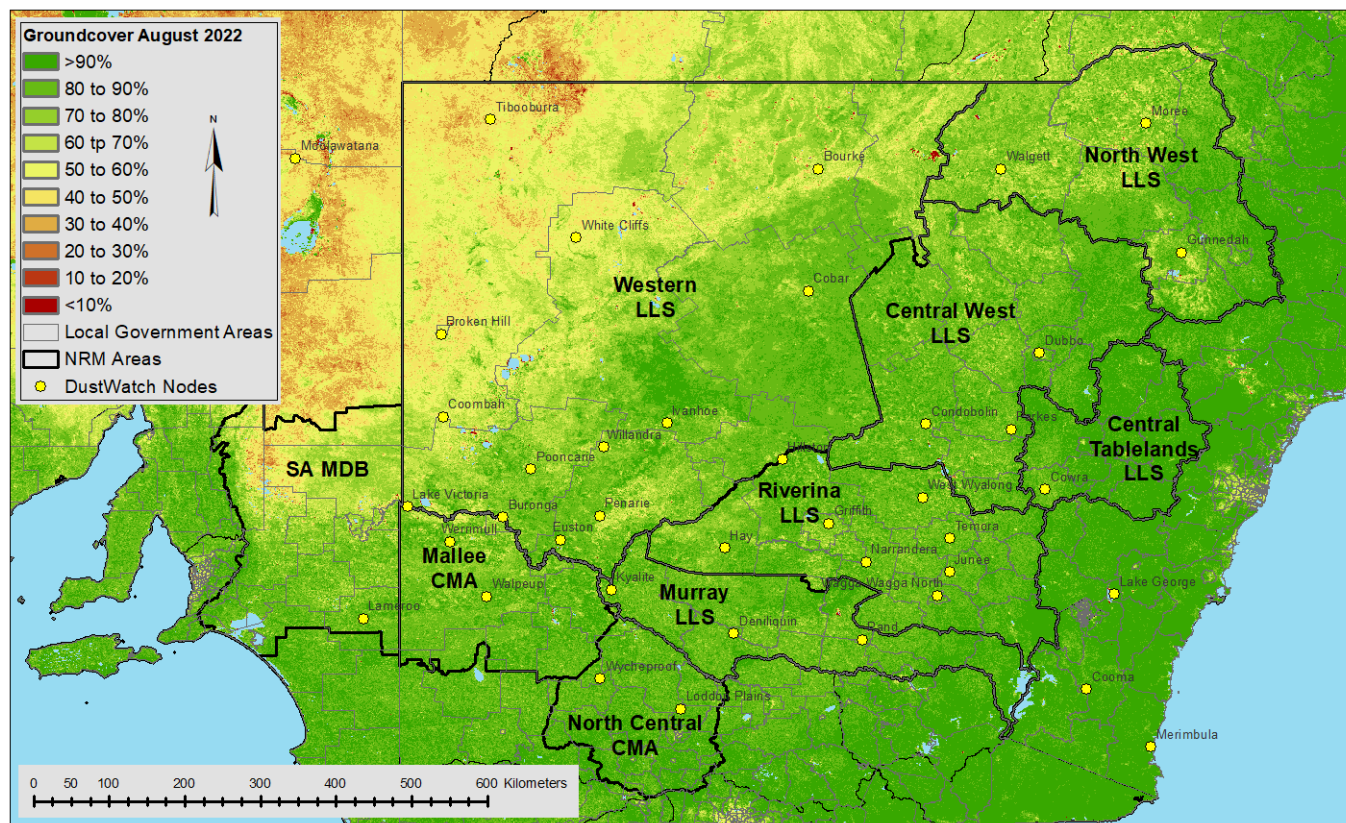 Groundcover August 2022
>90%
80 to 90%
70 to 80%
60 tp 70%
50 to 60%
40 to 50%
30 to 40%
20 to 30%
10 to 20%
<10%
Local Government Areas
NRM Areas
DustWatch Nodes
N
Tibooburra
Moolawatana
Moree
Bourke
Walgett
North West
LLS
White Cliffs
Gunnedah
Western
LLS
Cobar
Central West
LLS
Broken Hill
Dubbo
Coombah
Ivanhoe
Condobolin
Parkes
Central
Tablelands
LLS
Willandra
SA MDB
Pooncarie
Hillston
Riverina
LLS
Cowra
West Wyalong
Lake Victoria
Buronga
Penarie
Griffith
Temora
Werrimull
Euston
Hay
Mallee
CMA
Narrandera
Junee
Walpeup
Kyalite
Murray
LLS
Wagga Wagga North
Lake George
Lameroo
Deniliquin
Rand
Wycheproof
Cooma
Loddon Plains
North Central
CMA
Merimbula
0 50 100 200 300 400 500 600 Kilometers